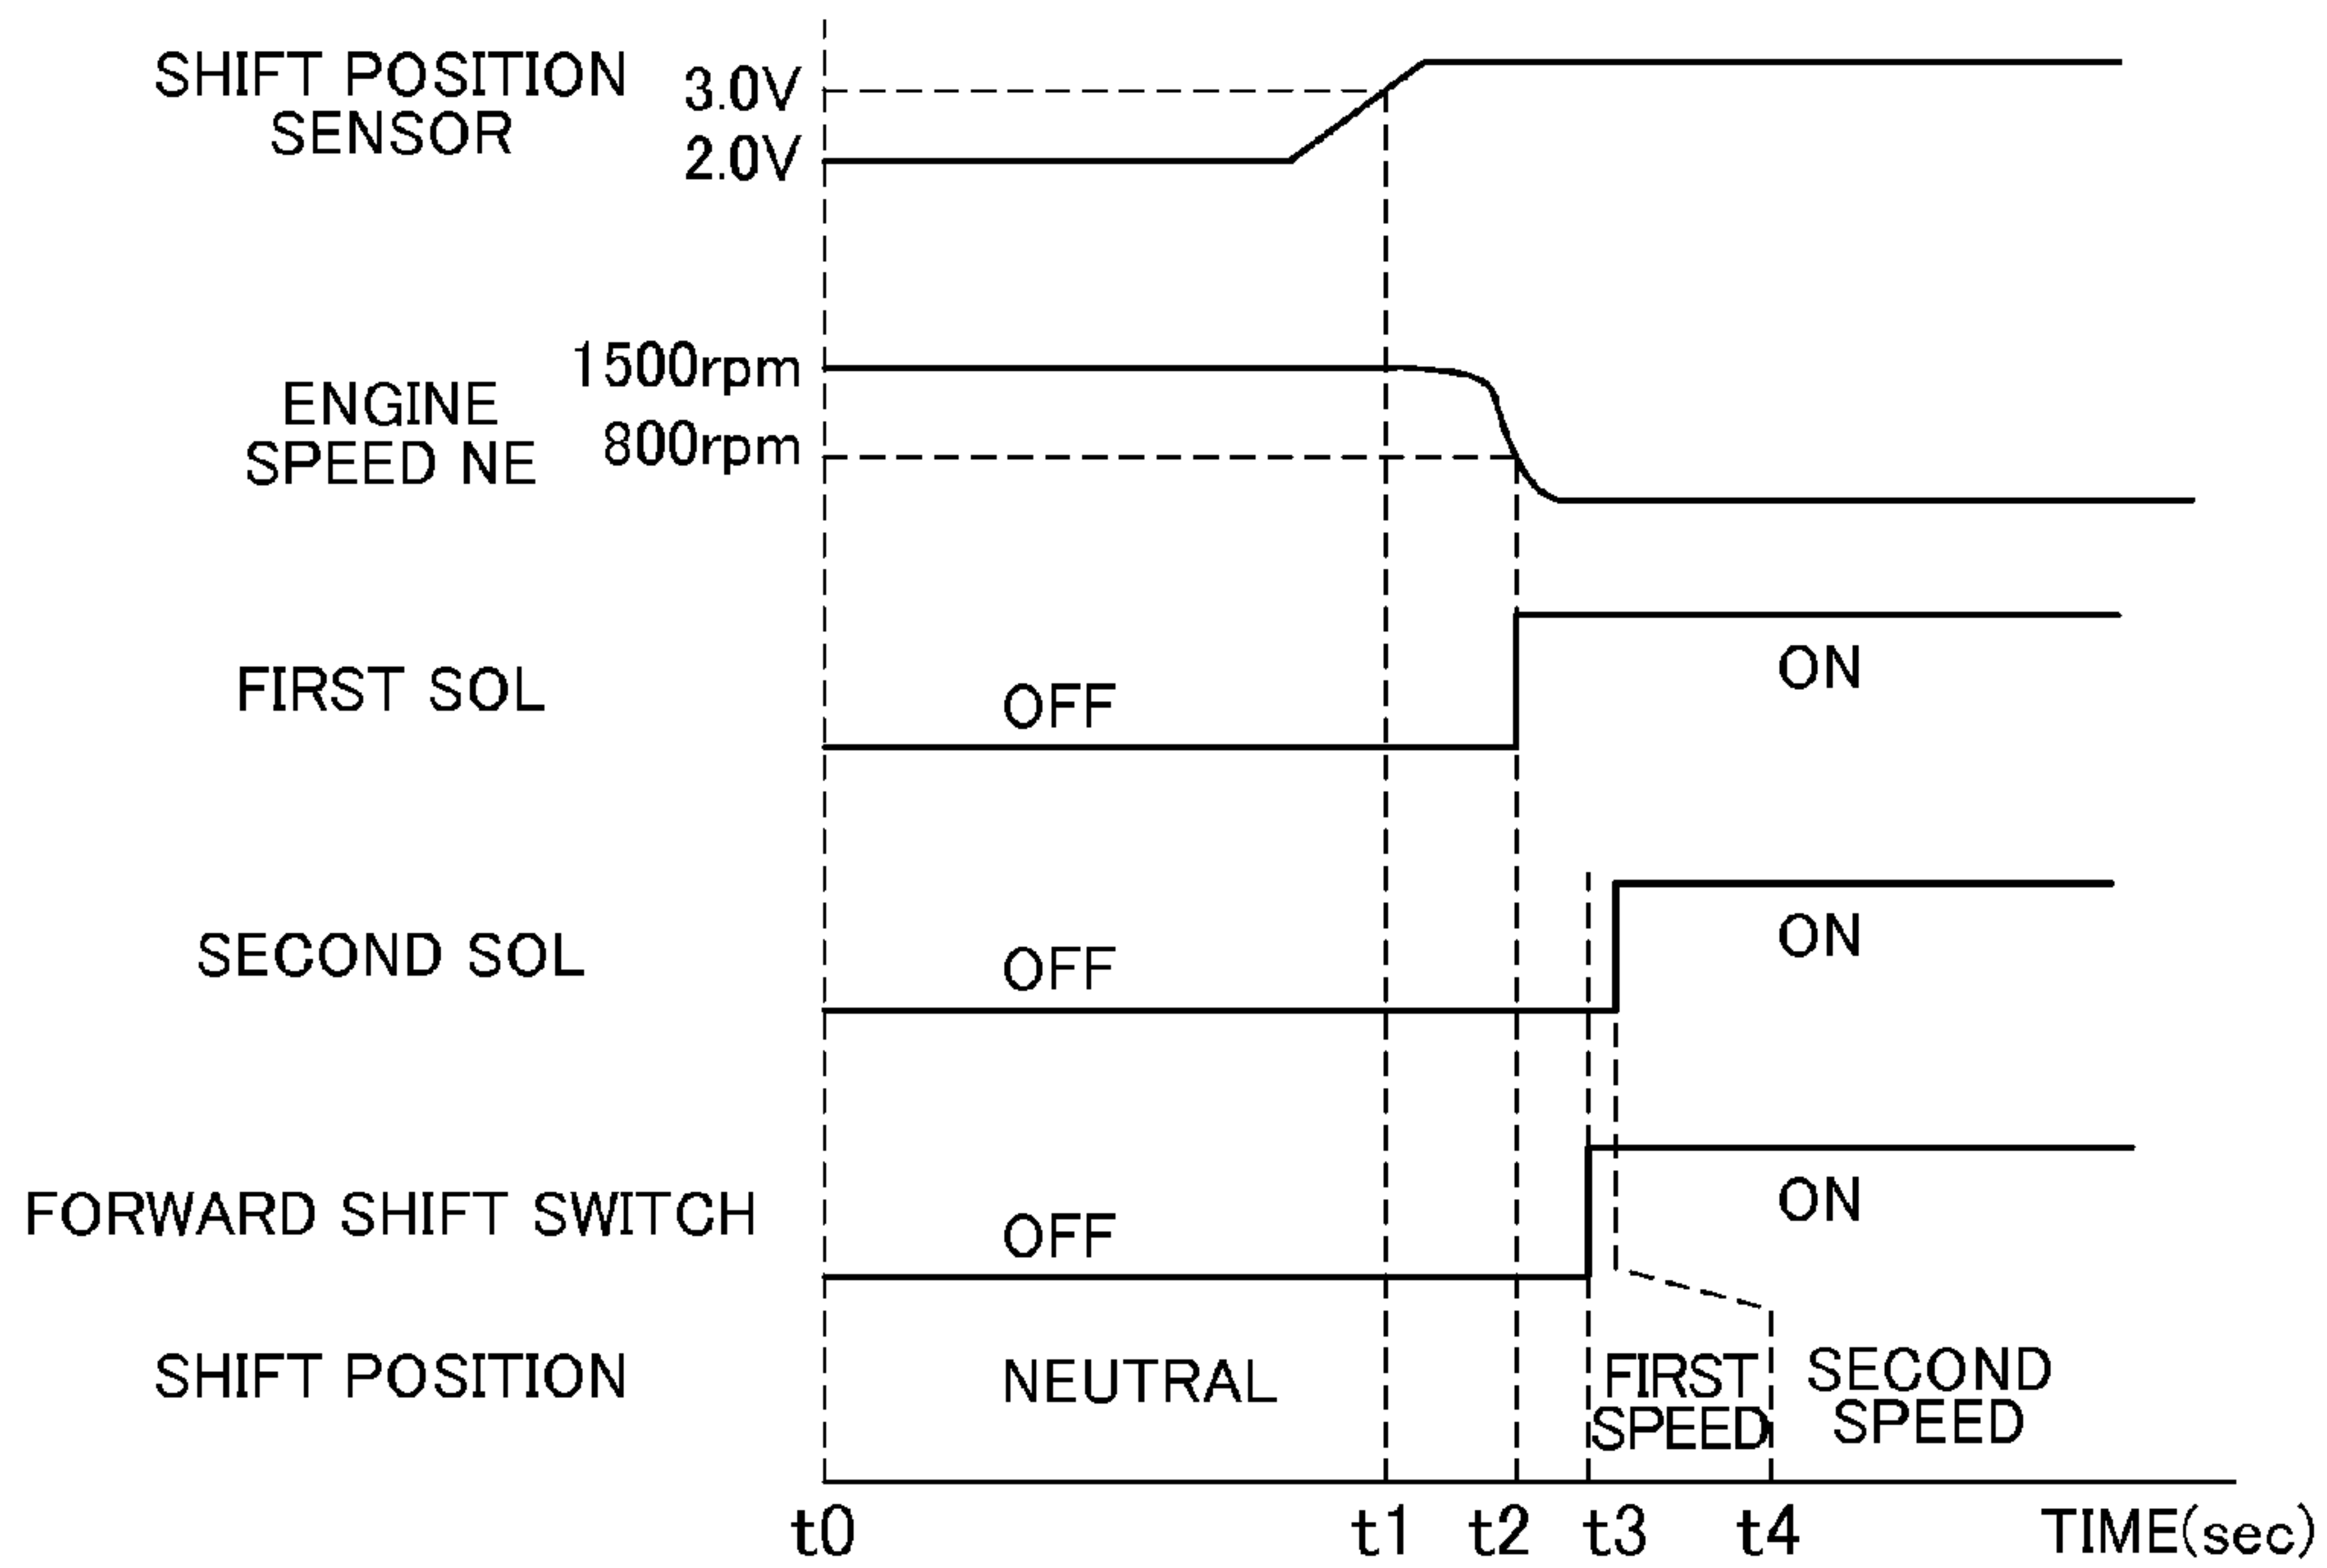 SHIFT POSITION
SENSOR
3.0V
2.0V
ENGINE
SPEED NE
1500rpm
800rpm
FIRST SOL
OFF
ON
SECOND SOL
OFF
ON
FORWARD SHIFT SWITCH
OFF
ON
SHIFT POSITION
NEUTRAL
FIRST
SPEED
SECOND
SPEED
t0 t1 t2 t3 t4 TIME(sec)